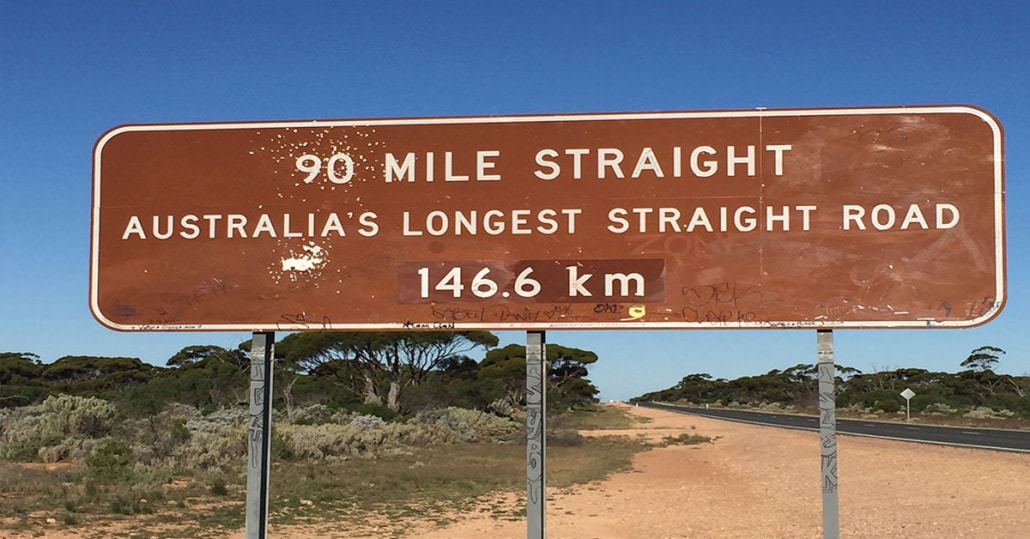 90 MILE STRAIGHT
AUSTRALIA'S LONGEST STRAIGHT ROAD
146.6 km